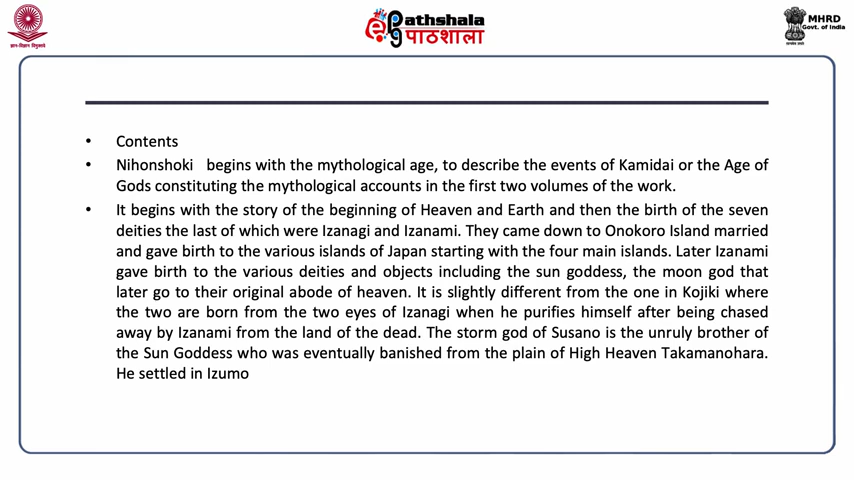 ePathshala
पाठशाला
MHRD
Govt. of India
• Contents
• Nihonshoki begins with the mythological age, to describe the events of Kamidai or the Age of
Gods constituting the mythological accounts in the first two volumes of the work.
• It begins with the story of the beginning of Heaven and Earth and then the birth of the seven
deities the last of which were Izanagi and Izanami. They came down to Onokoro Island married
and gave birth to the various islands of Japan starting with the four main islands. Later Izanami
gave birth to the various deities and objects including the sun goddess, the moon god that
later go to their original abode of heaven. It is slightly different from the one in Kojiki where
the two are born from the two eyes of Izanagi when he purifies himself after being chased
away by Izanami from the land of the dead. The storm god of Susano is the unruly brother of
the Sun Goddess who was eventually banished from the plain of High Heaven Takamanohara.
He settled in Izumo